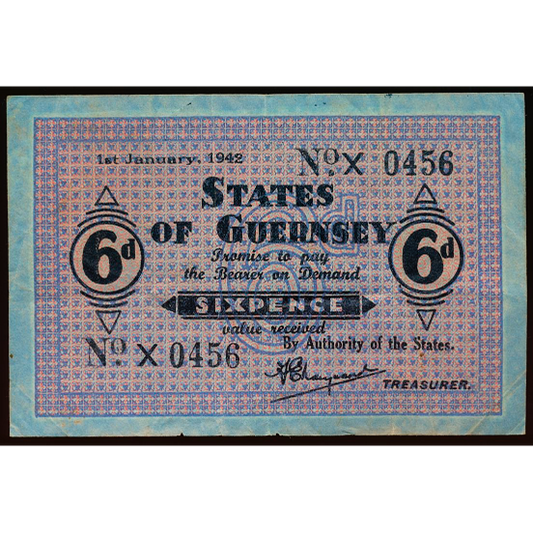 1st January, 1942 No. X 0456
STATES
OF GUERNSEY
Promise to pay
the Bearer on Demand
6d 6d
SIXPENCE
value received
By Authority of the States.
No. X 0456
TREASURER.